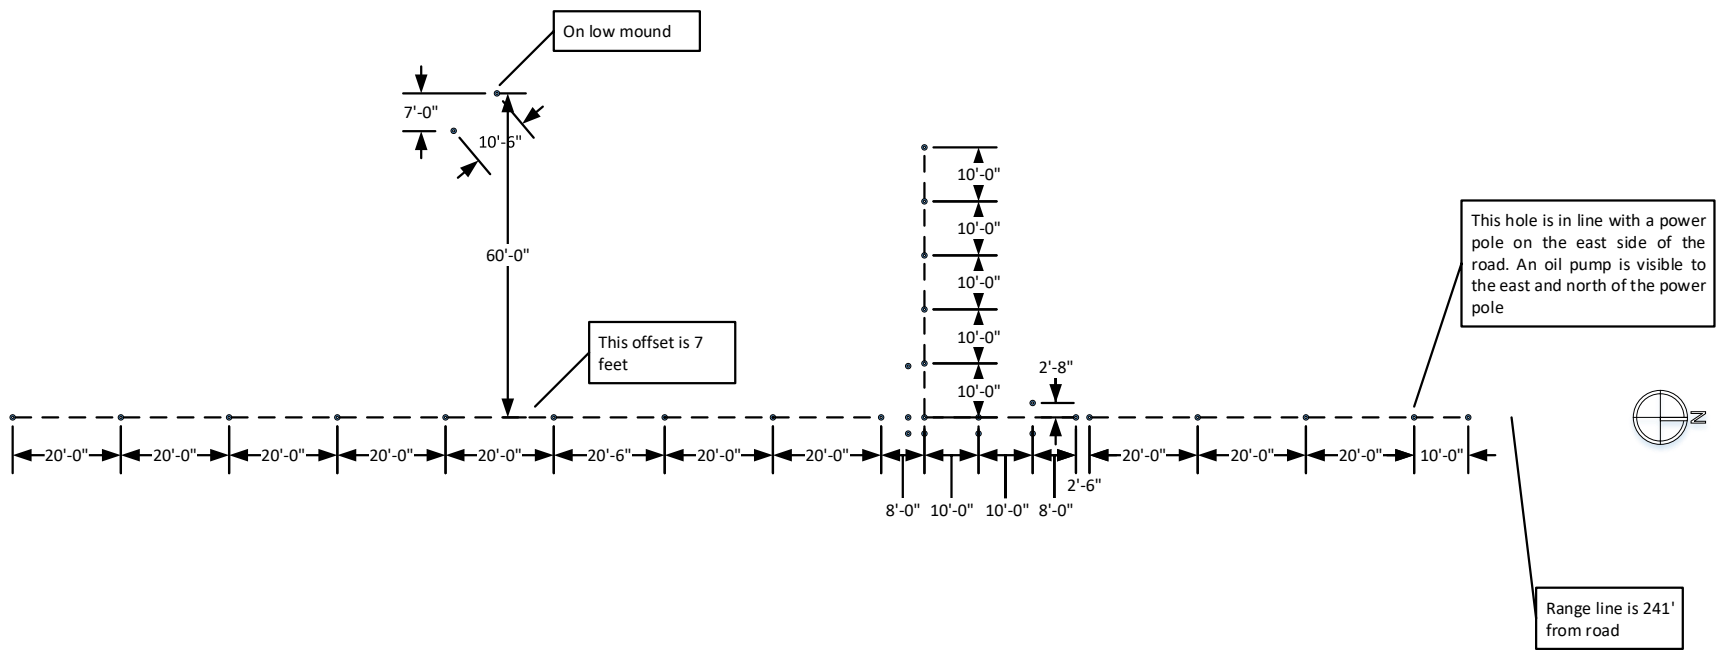 On low mound
7'-0"
10'-6"
10'-0"
60'-0"
10'-0"
10'-0"
10'-0"
10'-0"
This hole is in line with a power
pole on the east side of the
road. An oil pump is visible to
the east and north of the power
pole
This offset is 7
feet
2'-8"
N
20'-0" 20'-0" 20'-0" 20'-0" 20'-0" 20'-6" 20'-0" 20'-0" 20'-0" 20'-0" 20'-0" 10'-0"
2'-6"
8'-0" 10'-0" 10'-0" 8'-0"
Range line is 241'
from road